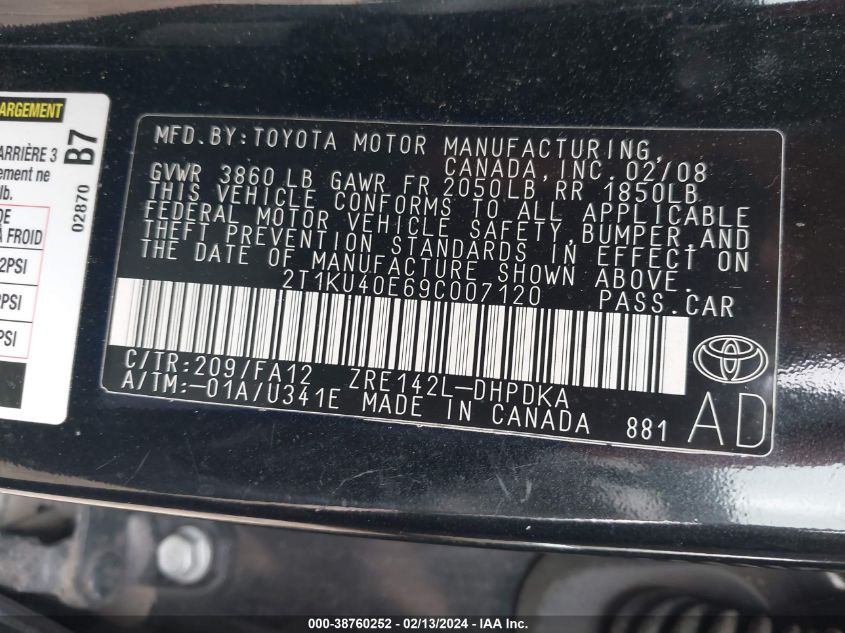 ARGEMENT
ARRIÈRE 3
ement ne
lb.
DE
À FROID
2PSI
PSI
PSI
B7
02870
MFD.BY:TOYOTA MOTOR MANUFACTURING,
CANADA,INC. 02/08
GVWR 3860 LB GAWR FR 2050LB RR 1850LB
THIS VEHICLE CONFORMS TO ALL APPLICABLE
FEDERAL MOTOR VEHICLE SAFETY,BUMPER,AND
THEFT PREVENTION STANDARDS IN EFFECT ON
THE DATE OF MANUFACTURE SHOWN ABOVE.
2T1KU40E69C007120 PASS.CAR
C/TR:209/FA12 ZRE142L-DHPDKA
A/TM:-01A/U341E MADE IN CANADA 881
AD
000-38760252 - 02/13/2024 - IAA Inc.